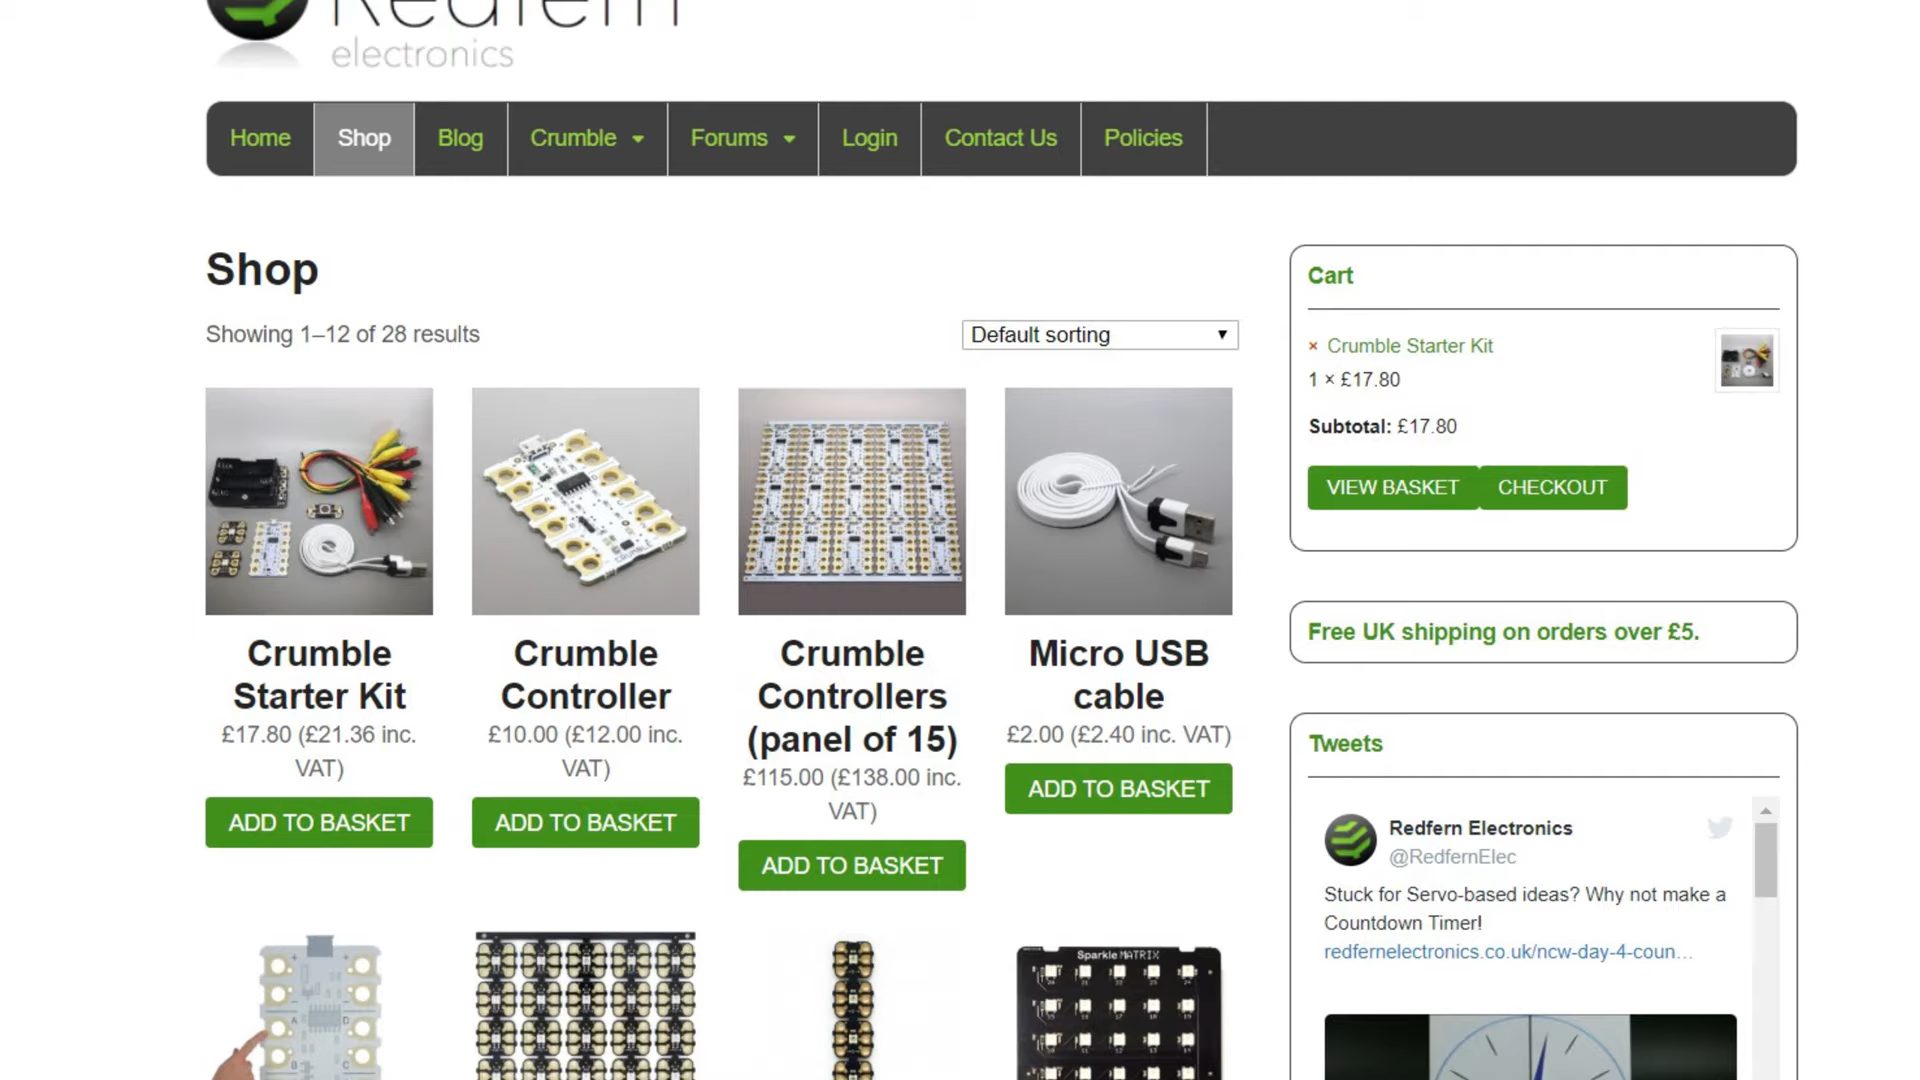 Redfern
electronics
Home
Shop
Blog
Crumble
Forums
Login
Contact Us
Policies
Shop
Showing 1–12 of 28 results
Default sorting
Crumble
Starter Kit
£17.80 (£21.36 inc.
VAT)
ADD TO BASKET
Crumble
Controller
£10.00 (£12.00 inc.
VAT)
ADD TO BASKET
Crumble
Controllers
(panel of 15)
£115.00 (£138.00 inc.
VAT)
ADD TO BASKET
Micro USB
cable
£2.00 (£2.40 inc. VAT)
ADD TO BASKET
Sparkle MATRIX
Cart
× Crumble Starter Kit
1 × £17.80
Subtotal: £17.80
VIEW BASKET
CHECKOUT
Free UK shipping on orders over £5.
Tweets
Redfern Electronics
@RedfernElec
Stuck for Servo-based ideas? Why not make a
Countdown Timer!
redfernelectronics.co.uk/ncw-day-4-coun…